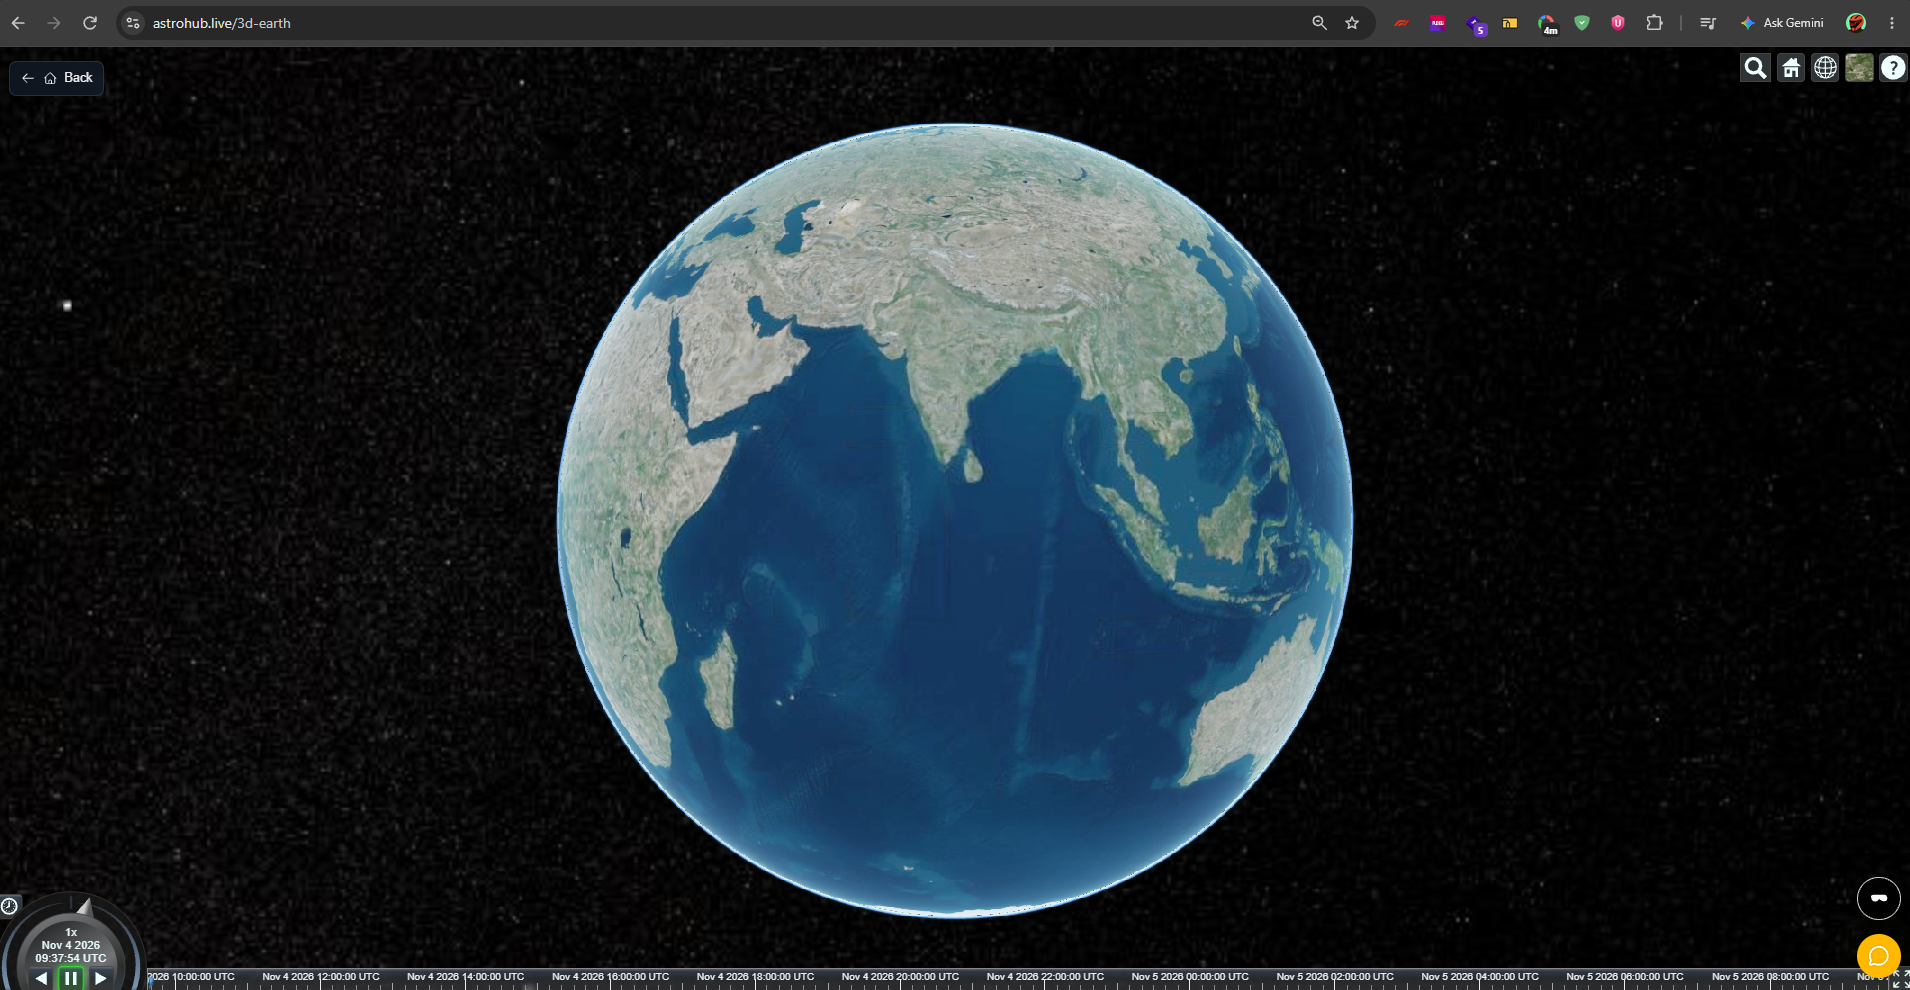 astrohub.live/3d-earth
5
4m
Ask Gemini
Back
?
1x
Nov 4 2026
09:37:54 UTC
2026 10:00:00 UTC
Nov 4 2026 12:00:00 UTC
Nov 4 2026 14:00:00 UTC
Nov 4 2026 16:00:00 UTC
Nov 4 2026 18:00:00 UTC
Nov 4 2026 20:00:00 UTC
Nov 4 2026 22:00:00 UTC
Nov 5 2026 00:00:00 UTC
Nov 5 2026 02:00:00 UTC
Nov 5 2026 04:00:00 UTC
Nov 5 2026 06:00:00 UTC
Nov 5 2026 08:00:00 UTC